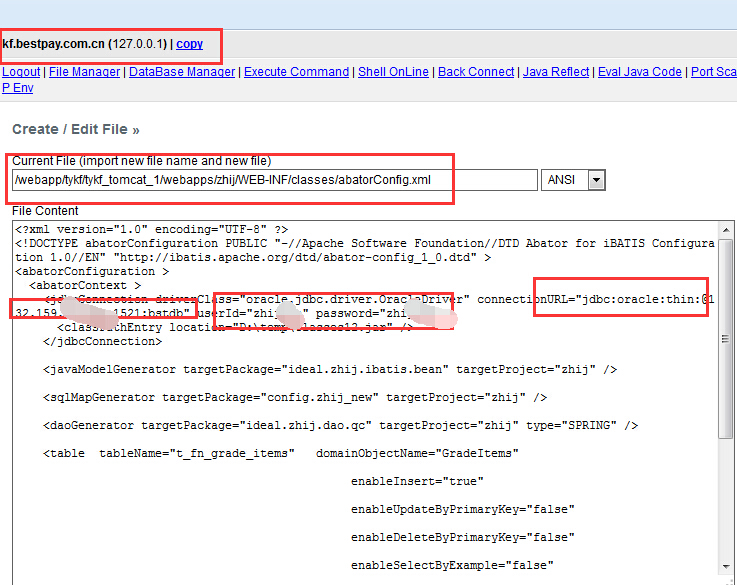 kf.bestpay.com.cn (127.0.0.1) | copy
Logout | File Manager | DataBase Manager | Execute Command | Shell OnLine | Back Connect | Java Reflect | Eval Java Code | Port Sca
P Env
Create / Edit File »
Current File (import new file name and new file)
/webapp/tykf/tykf_tomcat_1/webapps/zhij/WEB-INF/classes/abatorConfig.xml ANSI
File Content
<?xml version="1.0" encoding="UTF-8" ?>
<!DOCTYPE abatorConfiguration PUBLIC "-//Apache Software Foundation//DTD Abator for iBATIS Configura
tion 1.0//EN" "http://ibatis.apache.org/dtd/abator-config_1_0.dtd" >
<abatorConfiguration >
<abatorContext >
<jdbcConnection driverClass="oracle.jdbc.driver.OracleDriver" connectionURL="jdbc:oracle:thin:@1
32.159. 1521:bstdb" userId="zhij " password="zhij
<classPathEntry location="D:\temp\classes12.jar" />
</jdbcConnection>
<javaModelGenerator targetPackage="ideal.zhij.ibatis.bean" targetProject="zhij" />
<sqlMapGenerator targetPackage="config.zhij_new" targetProject="zhij" />
<daoGenerator targetPackage="ideal.zhij.dao.qc" targetProject="zhij" type="SPRING" />
<table tableName="t_fn_grade_items" domainObjectName="GradeItems"
enableInsert="true"
enableUpdateByPrimaryKey="false"
enableDeleteByPrimaryKey="false"
enableSelectByExample="false"